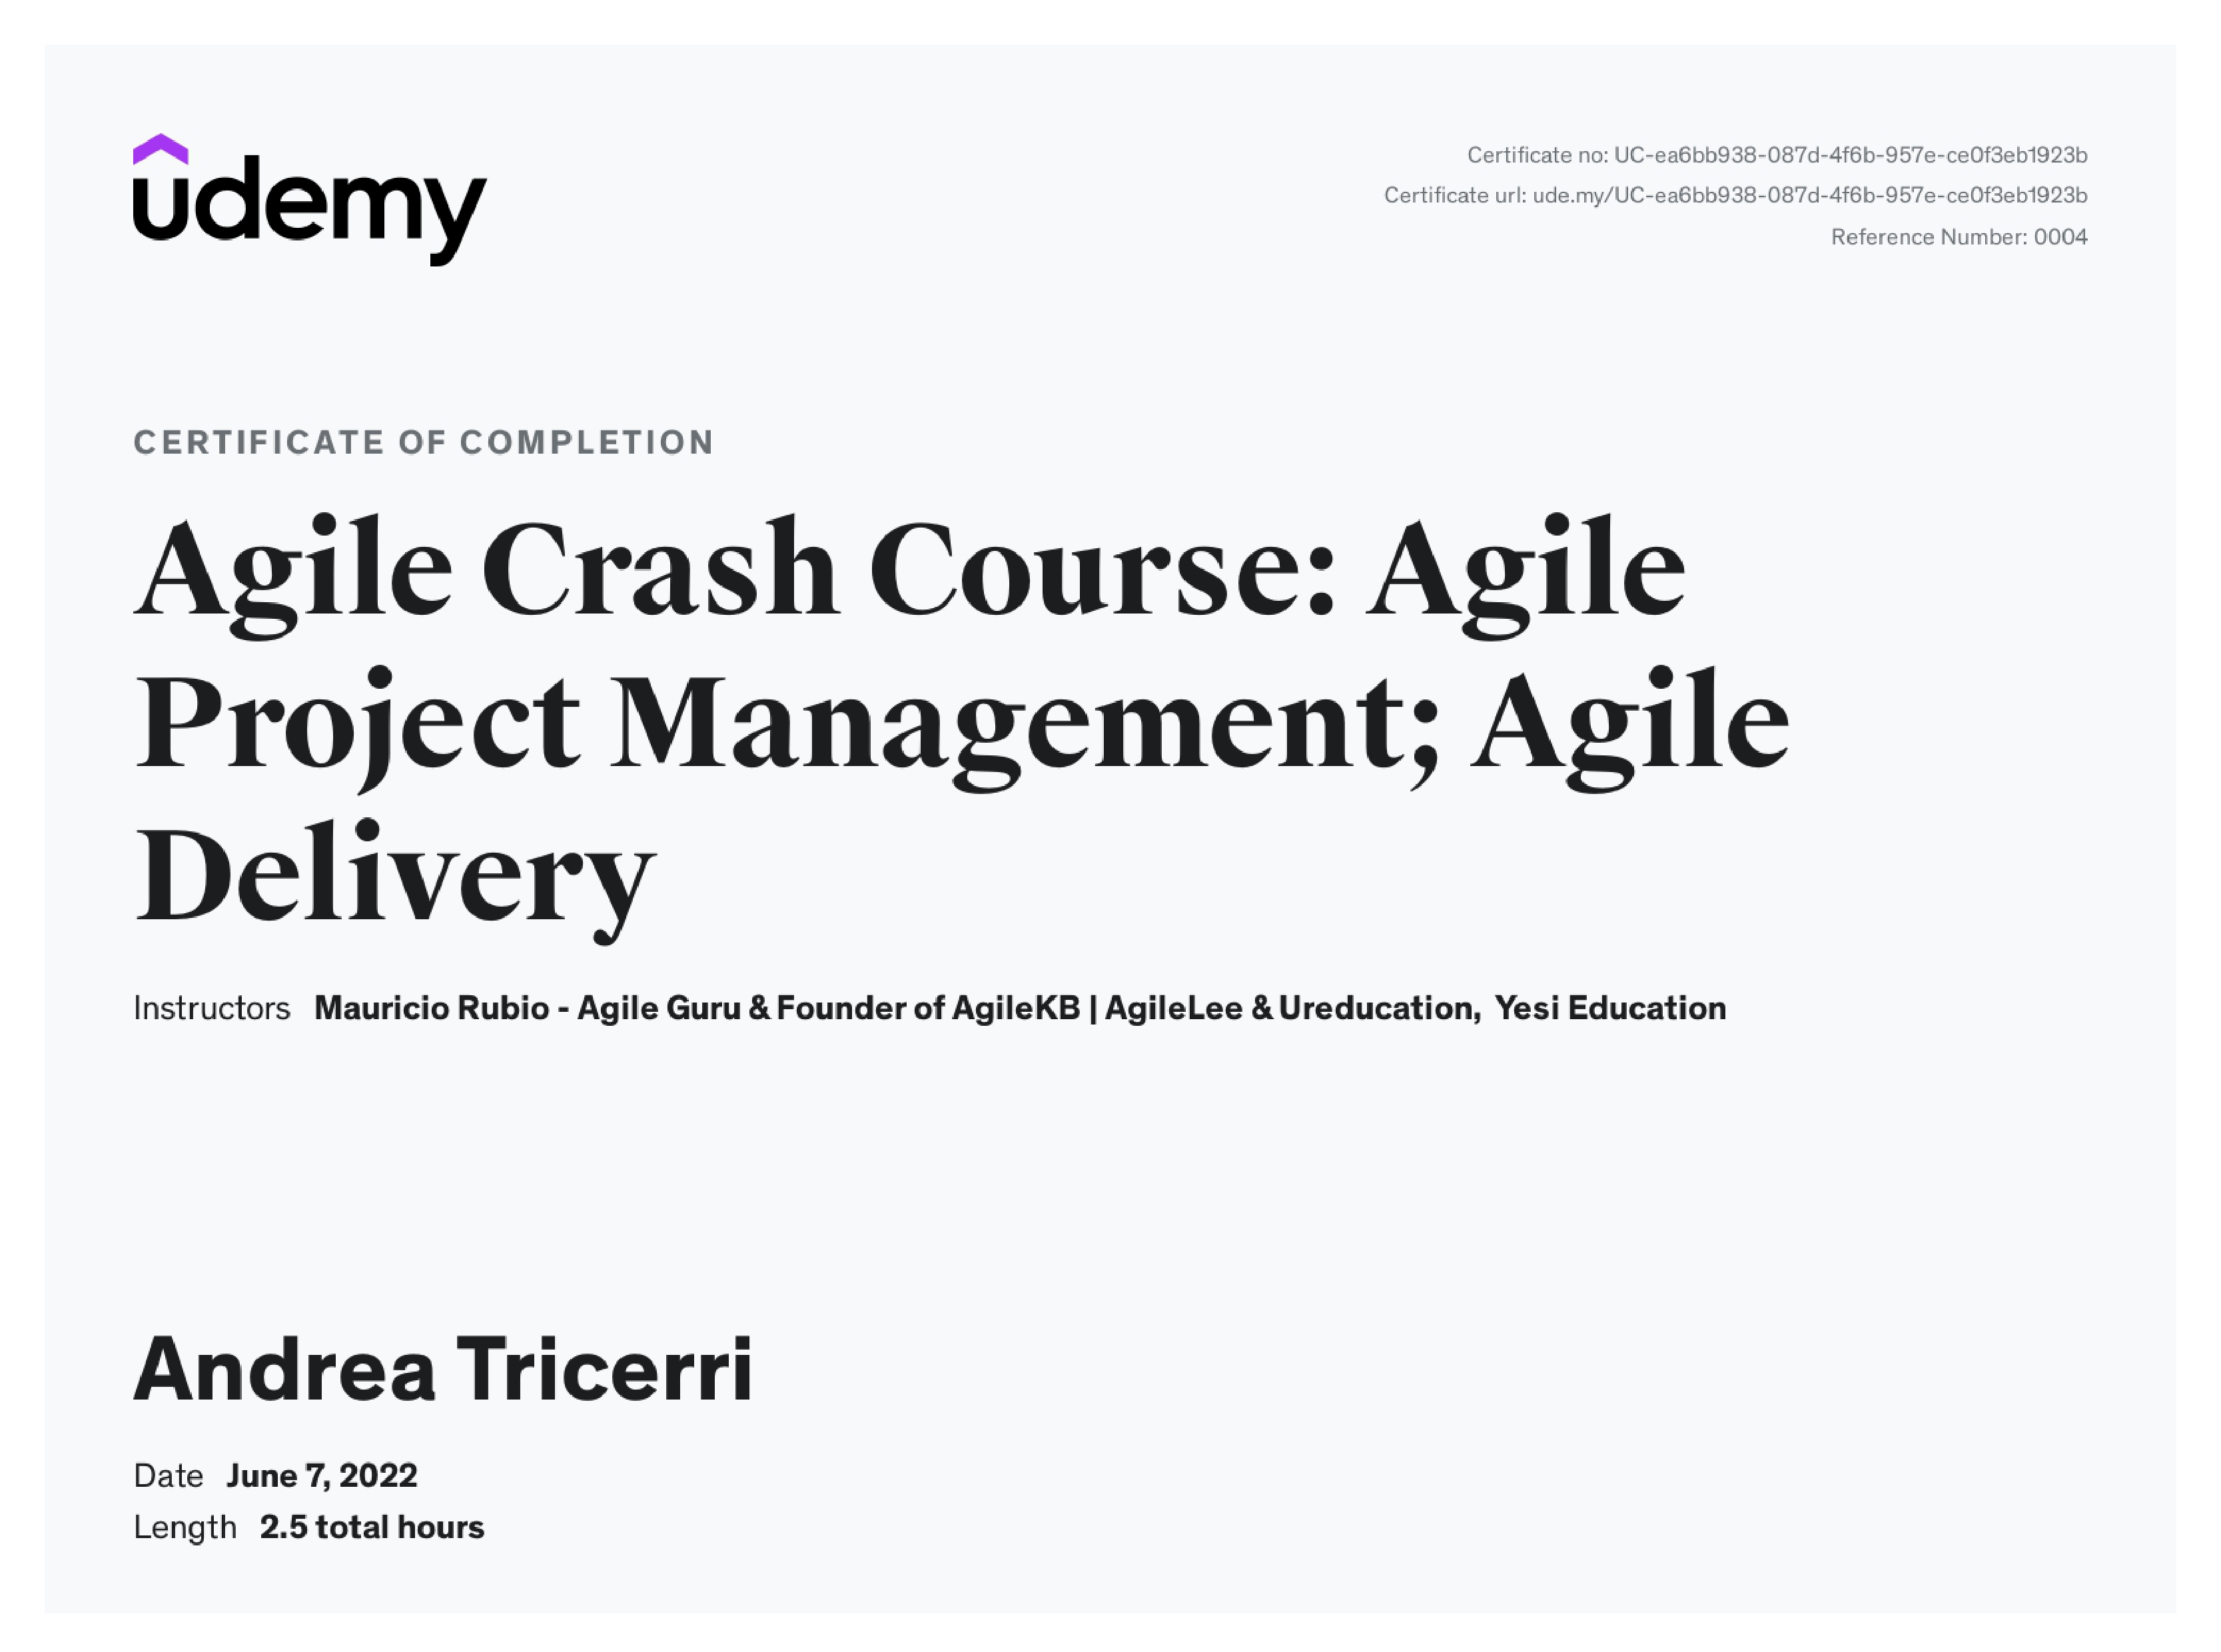 udemy
Certificate no: UC-ea6bb938-087d-4f6b-957e-ce0f3eb1923b
Certificate url: ude.my/UC-ea6bb938-087d-4f6b-957e-ce0f3eb1923b
Reference Number: 0004
CERTIFICATE OF COMPLETION
Agile Crash Course: Agile
Project Management; Agile
Delivery
Instructors Mauricio Rubio - Agile Guru & Founder of AgileKB | AgileLee & Ureducation, Yesi Education
Andrea Tricerri
Date June 7, 2022
Length 2.5 total hours